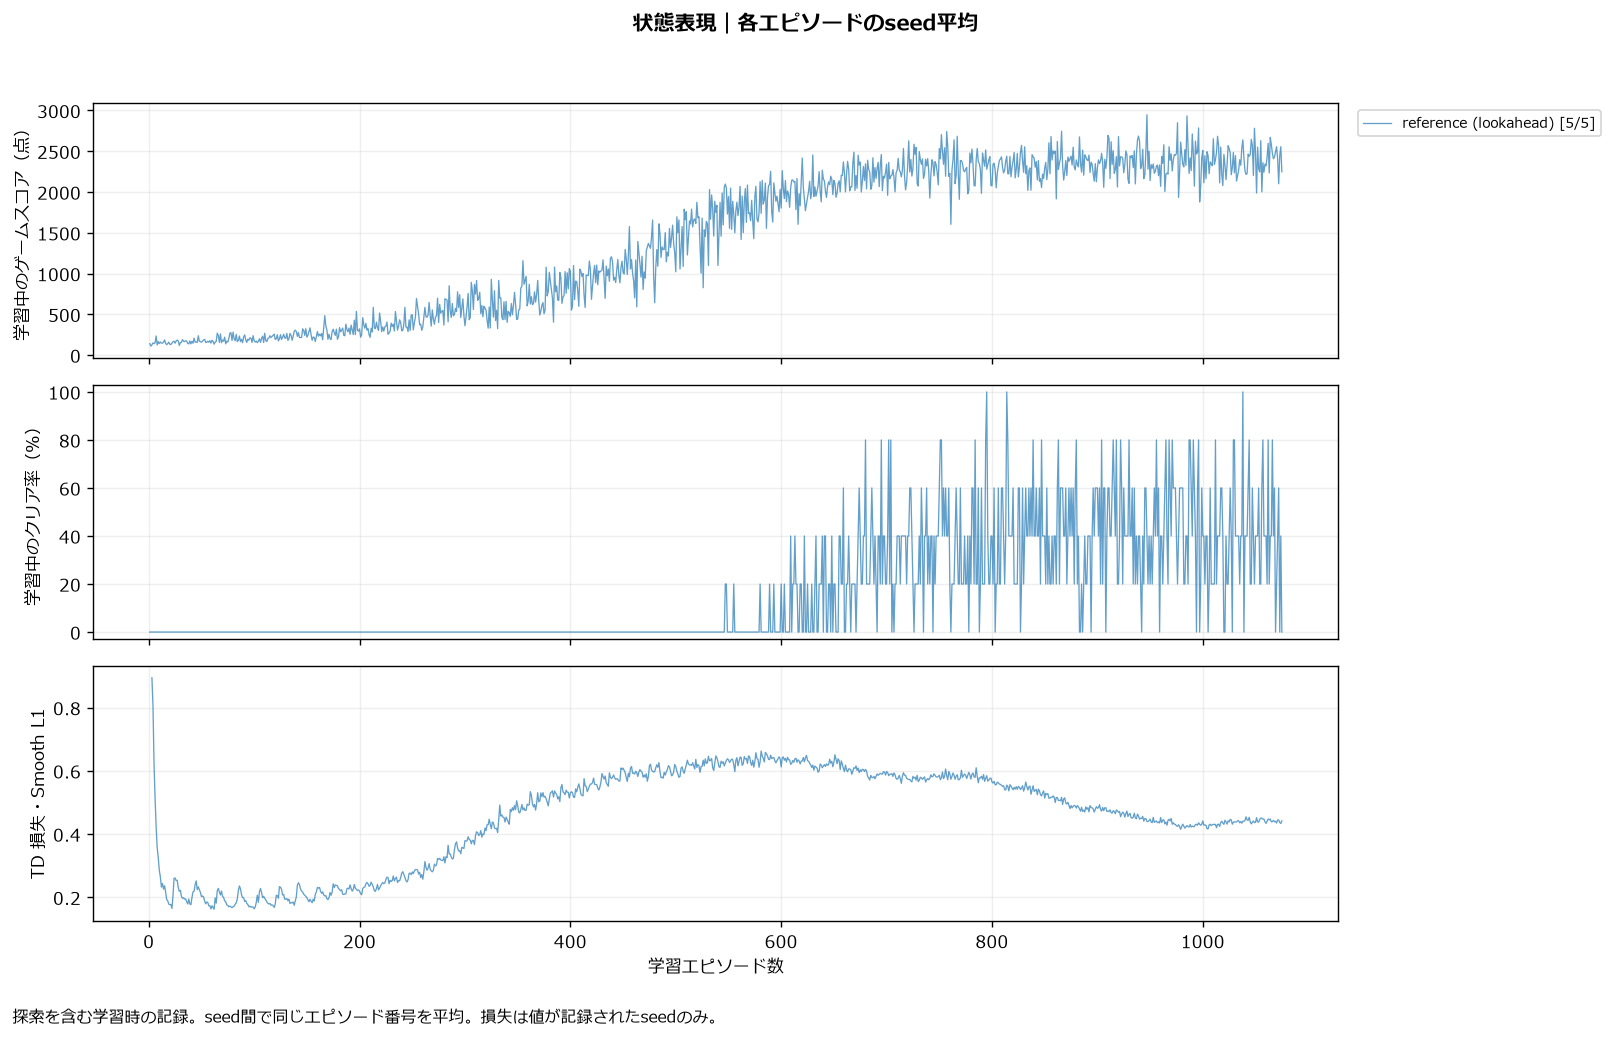 状態表現｜各エピソードのseed平均
reference (lookahead) [5/5]
学習中のゲームスコア（点）
3000
2500
2000
1500
1000
500
0
学習中のクリア率（%）
100
80
60
40
20
0
TD 損失・Smooth L1
0.8
0.6
0.4
0.2
0 200 400 600 800 1000
学習エピソード数
探索を含む学習時の記録。seed間で同じエピソード番号を平均。損失は値が記録されたseedのみ。